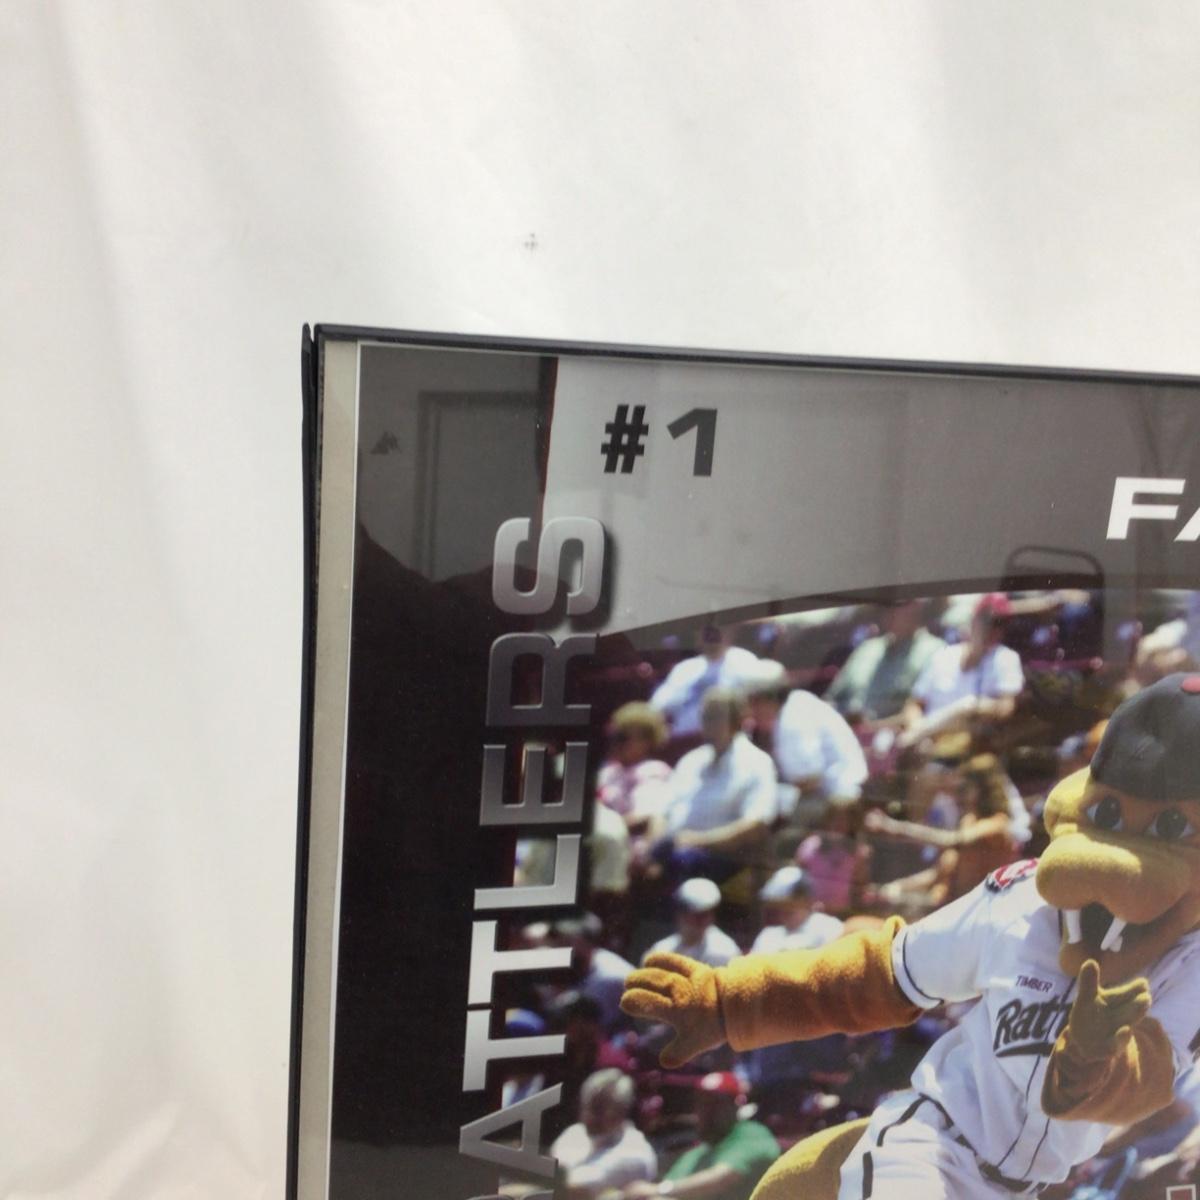 #1
FA
RATTLERS
TIMBER
Rattl